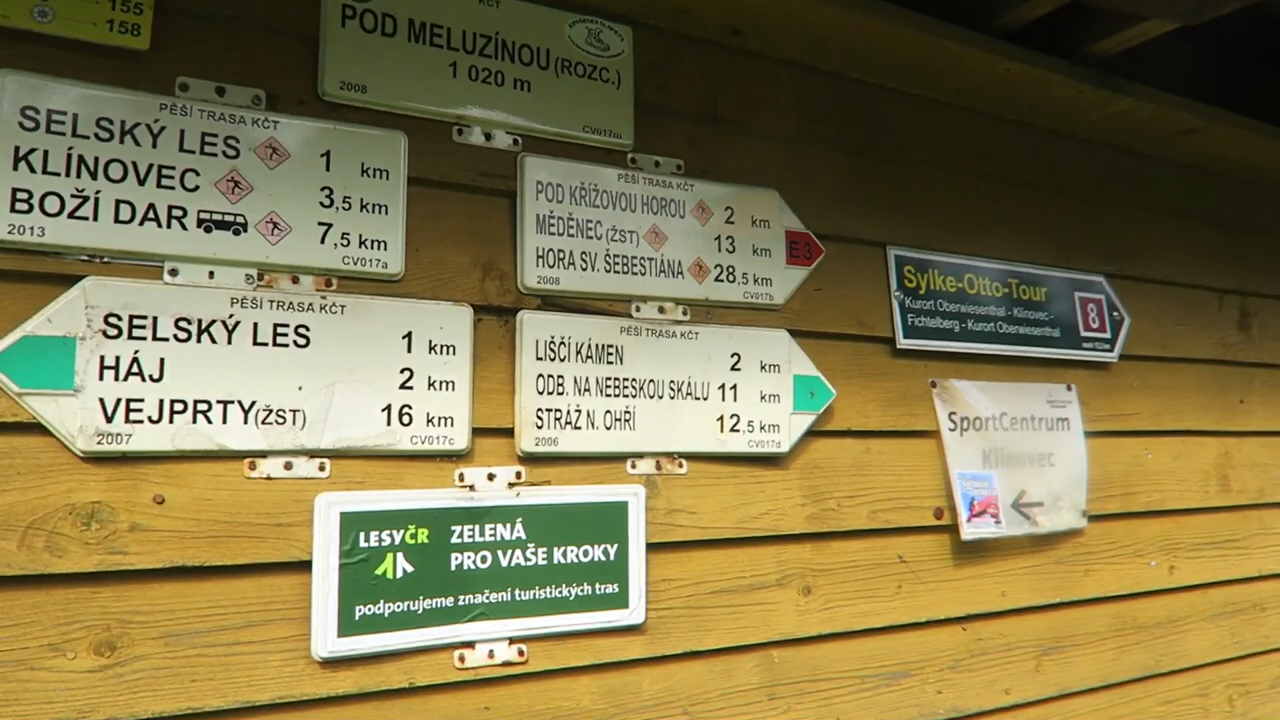 155
158
KČT
POD MELUZÍNOU (ROZC.)
1 020 m
2008
CV017m
PĚŠÍ TRASA KČT
SELSKÝ LES 1 km
KLÍNOVEC 3,5 km
BOŽÍ DAR 7,5 km
2013
CV017a
PĚŠÍ TRASA KČT
POD KŘÍŽOVOU HOROU 2 km
MĚDĚNEC (ŽST) 13 km
HORA SV. ŠEBESTIÁNA 28,5 km
E3
2008
CV017b
PĚŠÍ TRASA KČT
SELSKÝ LES 1 km
HÁJ 2 km
VEJPRTY (ŽST) 16 km
2007
CV017c
PĚŠÍ TRASA KČT
LIŠČÍ KÁMEN 2 km
ODB. NA NEBESKOU SKÁLU 11 km
STRÁŽ N. OHŘÍ 12,5 km
2006
CV017d
Sylke-Otto-Tour
Kurort Oberwiesenthal - Klínovec -
Fichtelberg - Kurort Oberwiesenthal
8
SportCentrum
Klínovec
LESYČR
ZELENÁ
PRO VAŠE KROKY
podporujeme značení turistických tras